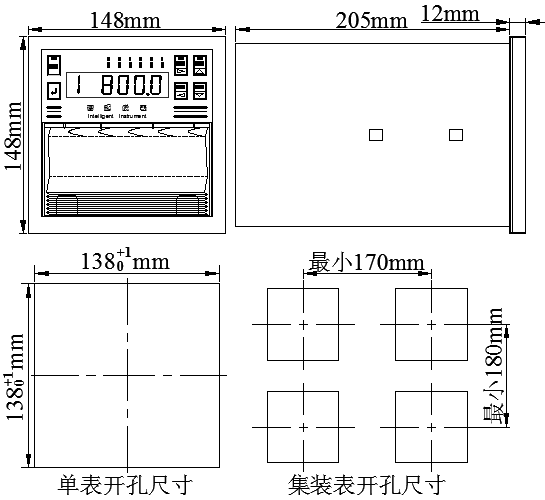 148mm
205mm
12mm
148mm
1 800.0
Intelligent Instrument
138 +1 0 mm
最小170mm
138 +1 0 mm
最小180mm
单表开孔尺寸
集装表开孔尺寸